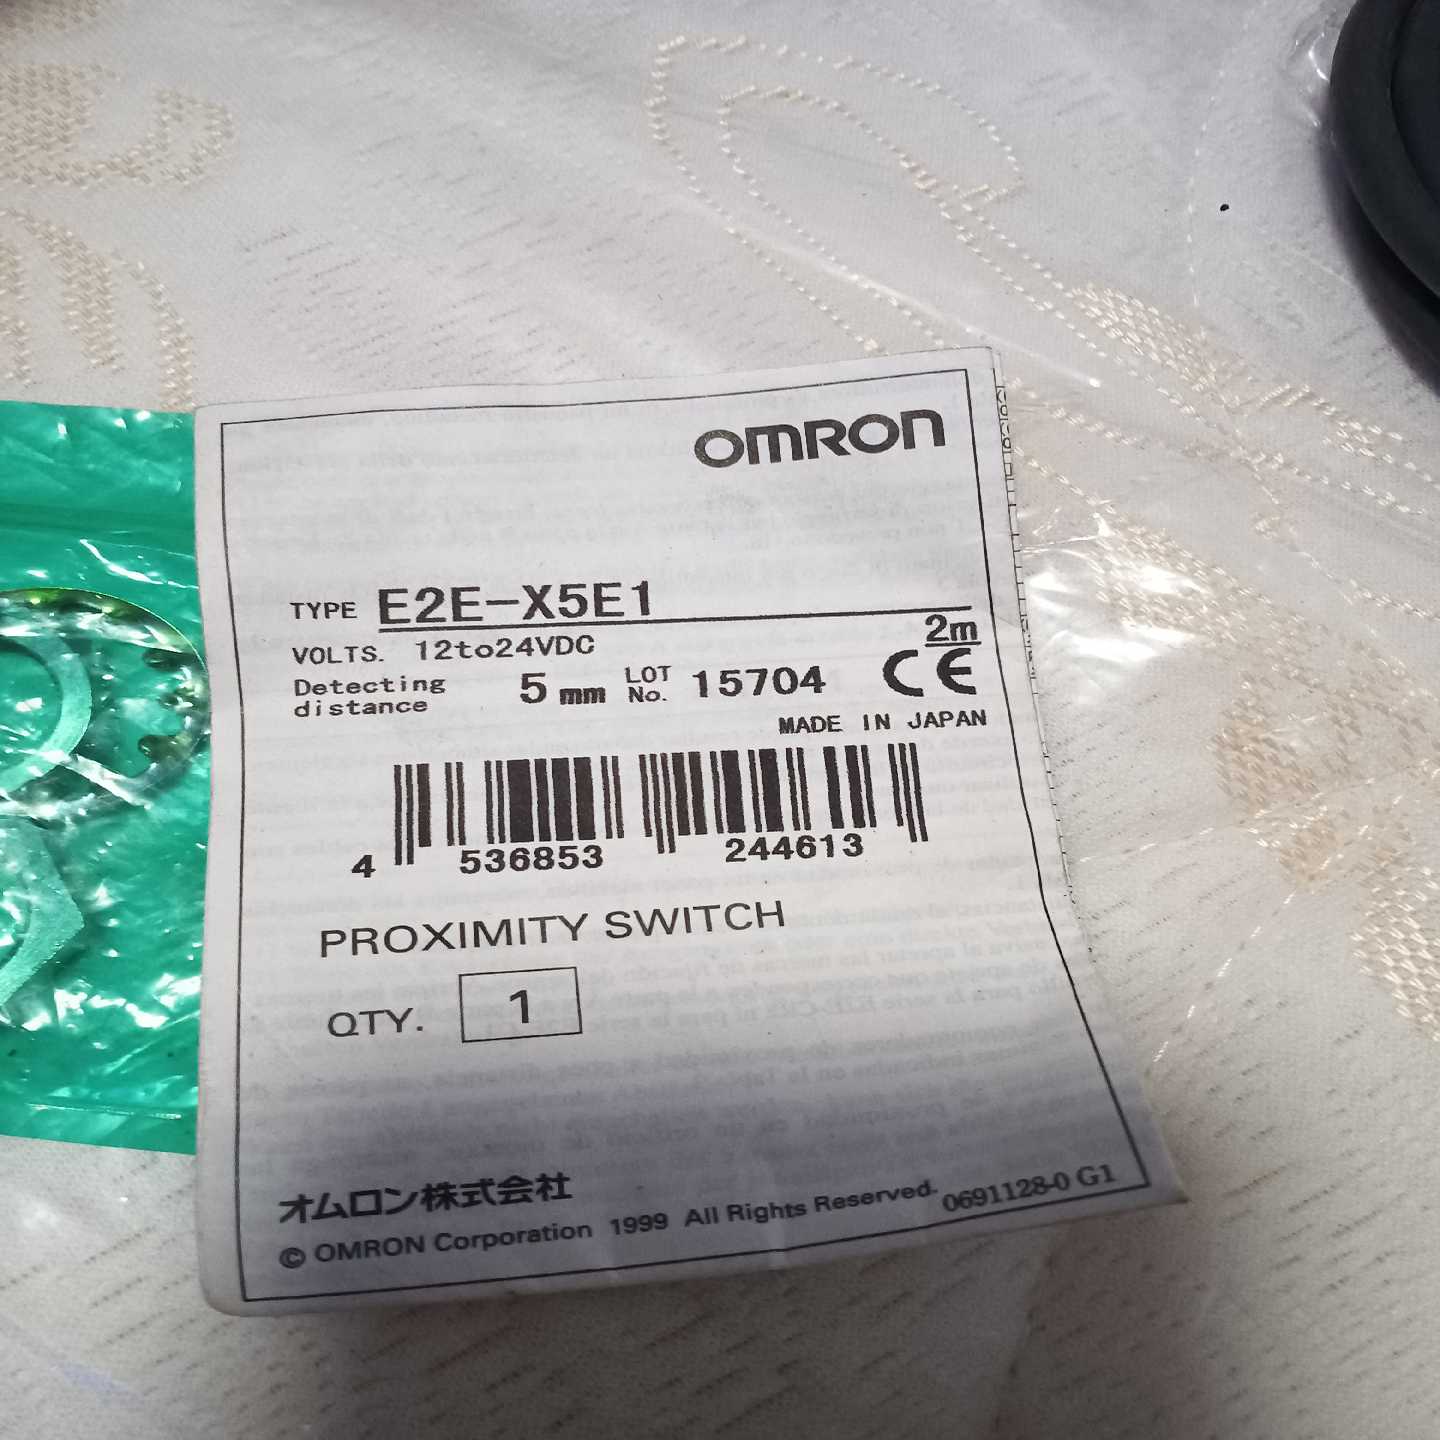 OMRON
TYPE E2E-X5E1
2m
VOLTS. 12to24VDC
Detecting distance 5mm LOT No. 15704 CE
MADE IN JAPAN
4 536853 244613
PROXIMITY SWITCH
QTY. 1
オムロン株式会社
© OMRON Corporation 1999 All Rights Reserved. 0691128-0 G1